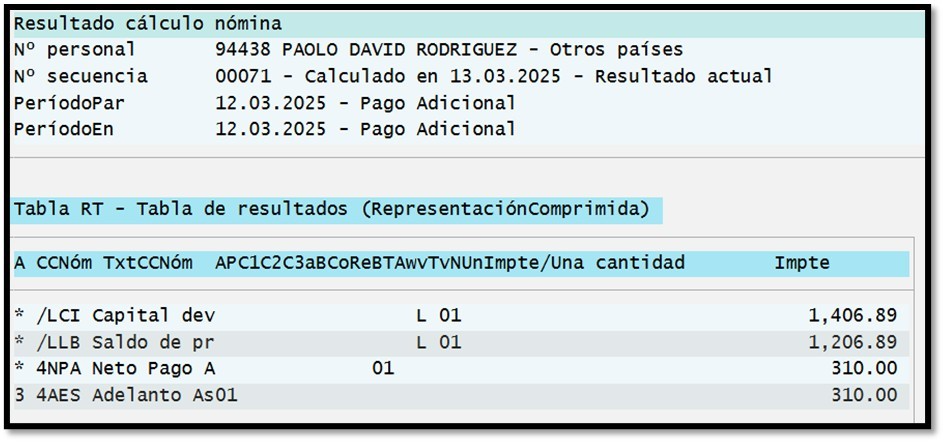 Resultado cálculo nómina
Nº personal 94438 PAOLO DAVID RODRIGUEZ - Otros países
Nº secuencia 00071 - Calculado en 13.03.2025 - Resultado actual
PeríodoPar 12.03.2025 - Pago Adicional
PeríodoEn 12.03.2025 - Pago Adicional
Tabla RT - Tabla de resultados (RepresentaciónComprimida)
A CCNóm TxtCCNóm APC1C2C3aBCoReBTAwvTvNUnImpte/Una cantidad Impte
* /LCI Capital dev L 01 1,406.89
* /LLB Saldo de pr L 01 1,206.89
* 4NPA Neto Pago A 01 310.00
3 4AES Adelanto As01 310.00